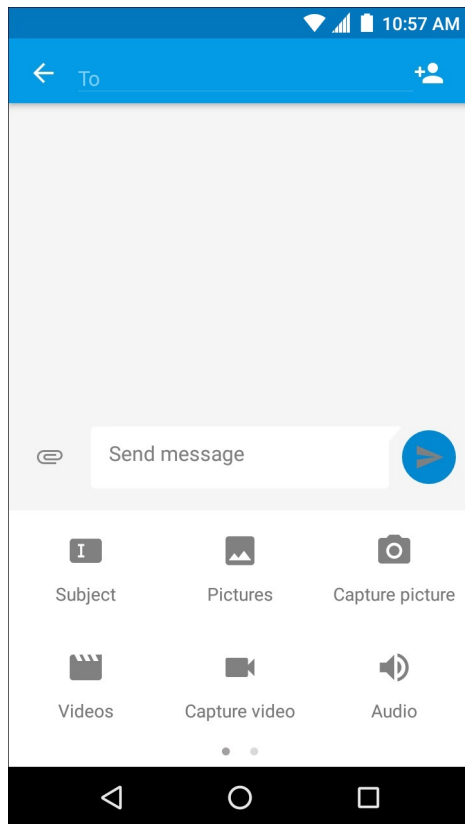 10:57 AM
To
Send message
Subject
Pictures
Capture picture
Videos
Capture video
Audio